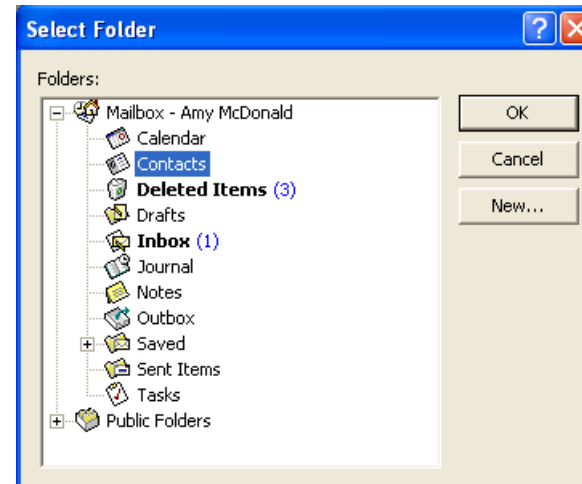 Select Folder
Folders:
Mailbox - Amy McDonald
Calendar
Contacts
Deleted Items (3)
Drafts
Inbox (1)
Journal
Notes
Outbox
Saved
Sent Items
Tasks
Public Folders
OK
Cancel
New...